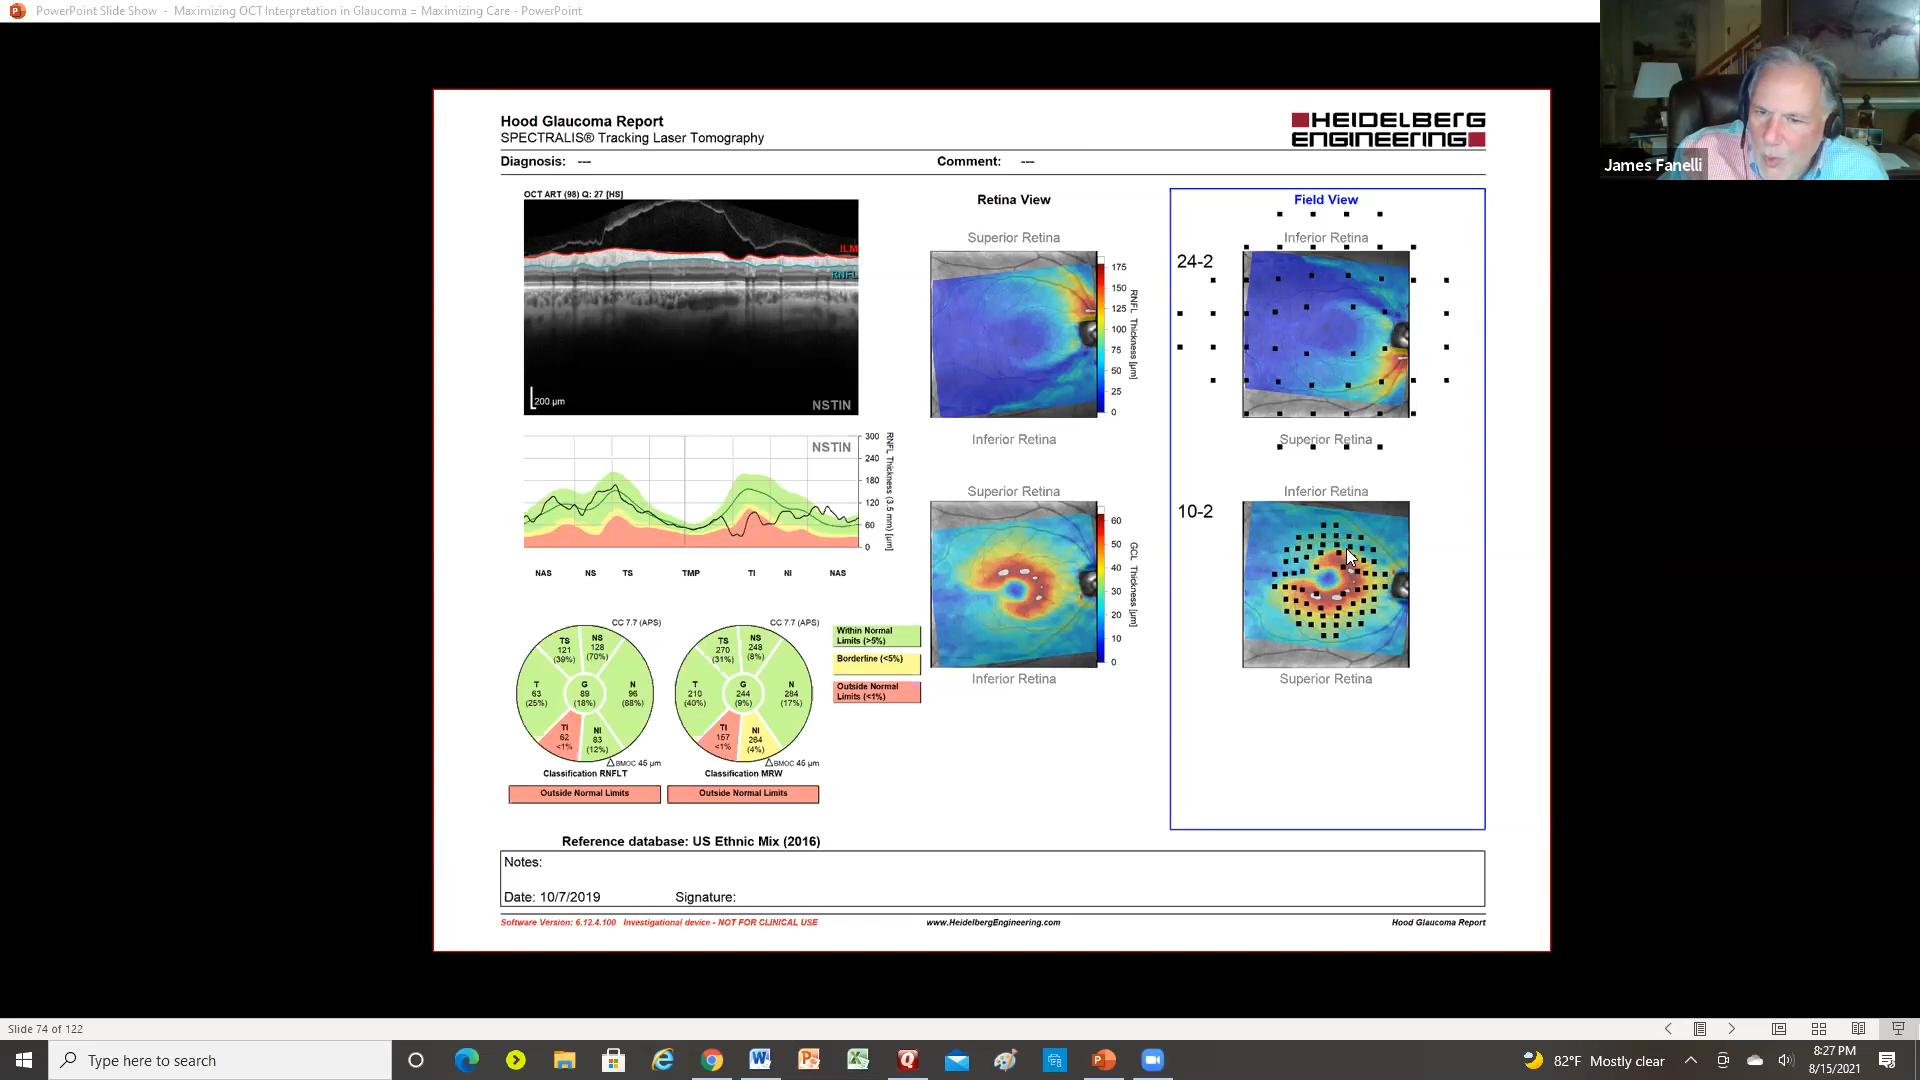 PowerPoint Slide Show - Maximizing OCT Interpretation in Glaucoma = Maximizing Care - PowerPoint
James Fanelli
Hood Glaucoma Report
SPECTRALIS® Tracking Laser Tomography
HEIDELBERG
ENGINEERING
Diagnosis: ---
Comment: ---
OCT ART (98) Q: 27 [HS]
ILM
RNFL
200 µm
NSTIN
NSTIN
300
240
180
120
60
0
RNFL Thickness (3.5 mm) [µm]
NAS NS TS TMP TI NI NAS
CC 7.7 (APS)
TS
121
(39%)
NS
128
(70%)
T
63
(25%)
G
89
(18%)
N
96
(88%)
TI
62
<1%
NI
83
(12%)
BMOC 45 µm
Classification RNFLT
Outside Normal Limits
CC 7.7 (APS)
TS
270
(31%)
NS
248
(8%)
T
210
(40%)
G
244
(9%)
N
284
(17%)
TI
157
<1%
NI
264
(4%)
BMOC 45 µm
Classification MRW
Outside Normal Limits
Within Normal
Limits (>5%)
Borderline (<5%)
Outside Normal
Limits (<1%)
Retina View
Superior Retina
175
150
125
100
75
50
25
0
RNFL Thickness [µm]
Inferior Retina
Superior Retina
60
50
40
30
20
10
0
GCL Thickness [µm]
Inferior Retina
Field View
Inferior Retina
24-2
Superior Retina
Inferior Retina
10-2
Superior Retina
Reference database: US Ethnic Mix (2016)
Notes:
Date: 10/7/2019
Signature:
Software Version: 6.12.4.100 Investigational device - NOT FOR CLINICAL USE
www.HeidelbergEngineering.com
Hood Glaucoma Report
Slide 74 of 122
Type here to search
82°F Mostly clear
8:27 PM
8/15/2021